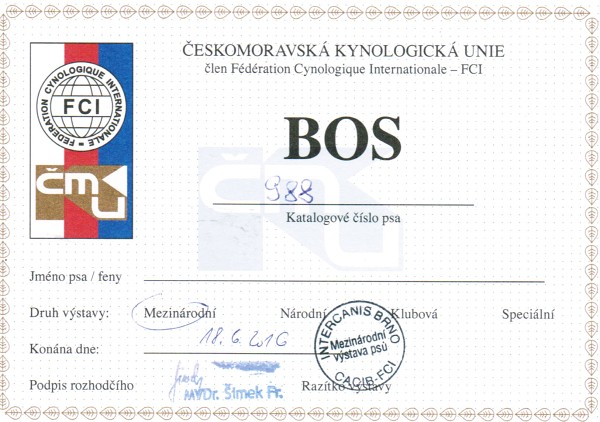 ČESKOMORAVSKÁ KYNOLOGICKÁ UNIE
člen Fédération Cynologique Internationale – FCI
FEDERATION CYNOLOGIQUE INTERNATIONALE
FCI
čmku
BOS
988
Katalogové číslo psa
Jméno psa / feny
Druh výstavy: Mezinárodní Národní Klubová Speciální
Konána dne: 18.6.2016
INTERCANIS BRNO
Mezinárodní
výstava psů
CACIB-FCI
MVDr. Šimek Fr.
Podpis rozhodčího Razítko výstavy